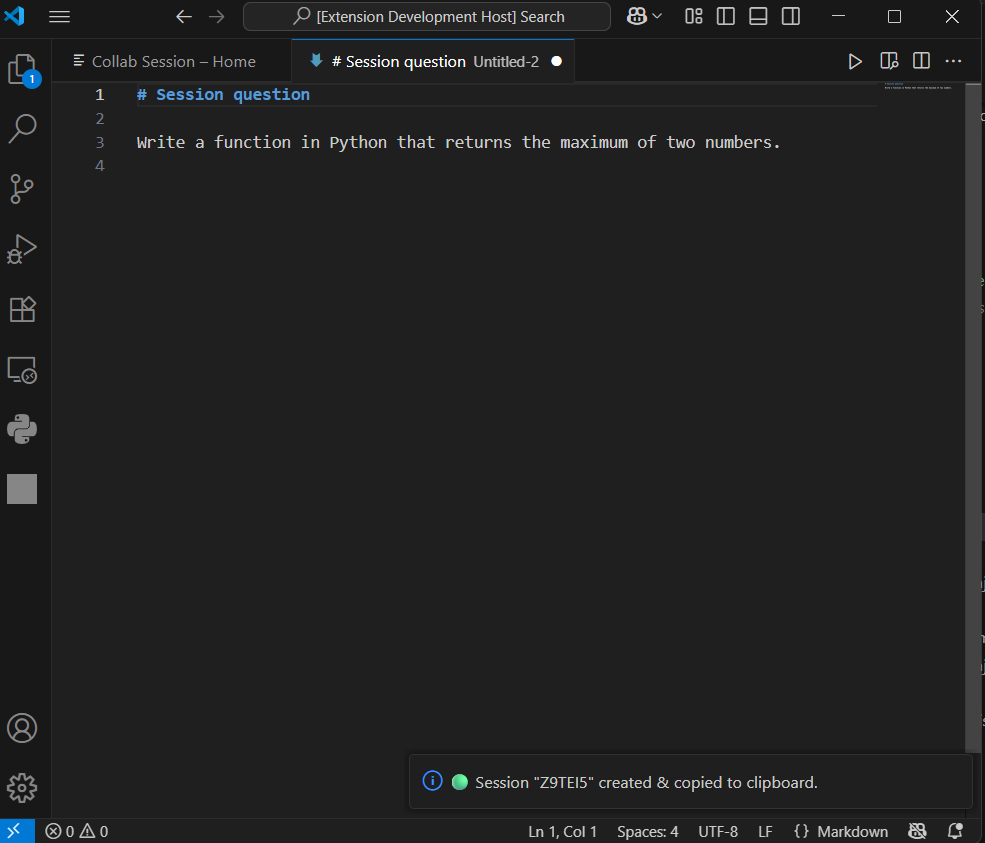 [Extension Development Host] Search
Collab Session – Home
# Session question Untitled-2
1 # Session question
2
3 Write a function in Python that returns the maximum of two numbers.
4
1
Session "Z9TEI5" created & copied to clipboard.
0 0 Ln 1, Col 1 Spaces: 4 UTF-8 LF {} Markdown